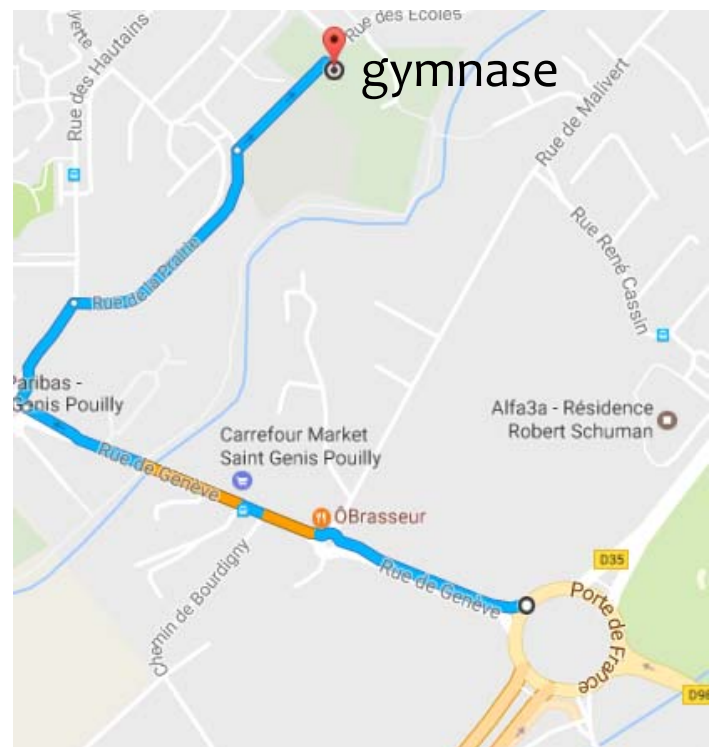 Rue des Ecoles
gymnase
Rue des Hautains
Rue de Malivert
Rue René Cassin
Rue de la Prairie
Paribas -
Genis Pouilly
Alfa3a - Résidence
Robert Schuman
Carrefour Market
Saint Genis Pouilly
Rue de Genève
ÔBrasseur
Rue de Genève
D35
Chemin de Bourdigny
Porte de France